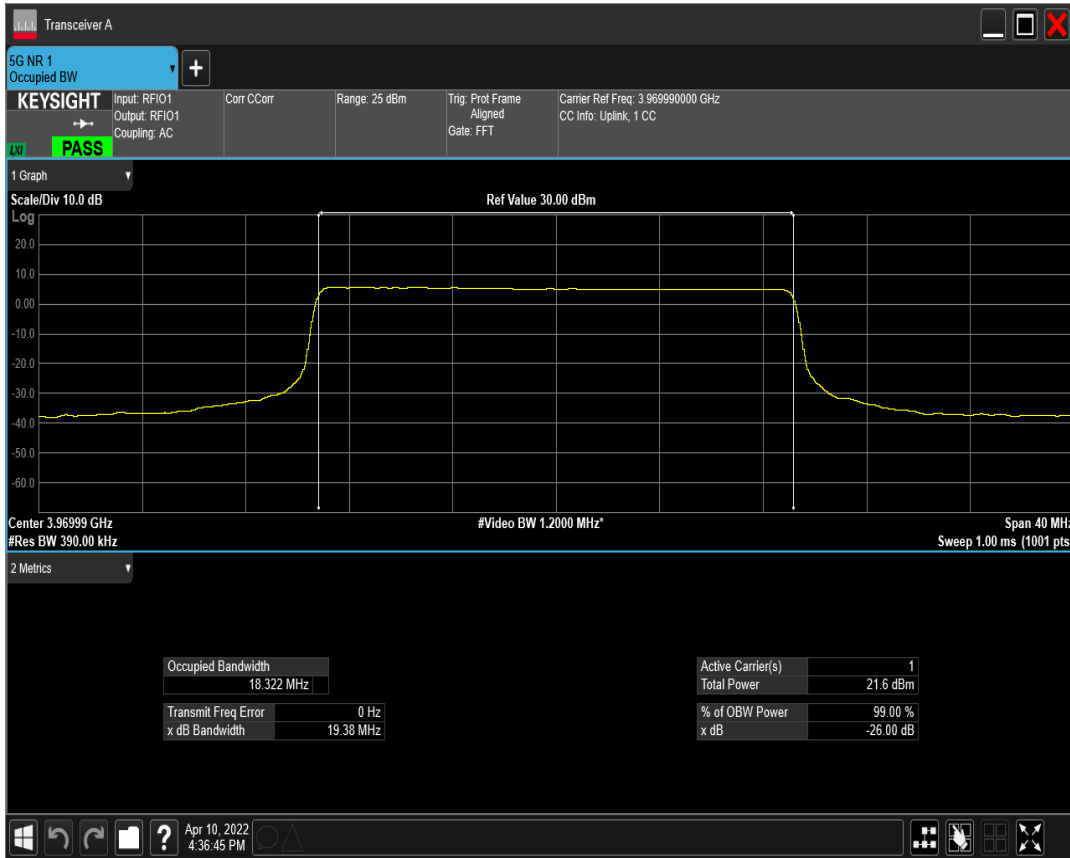 Transceiver A
5G NR 1
Occupied BW
+
KEYSIGHT
LXI
PASS
Input: RFIO1
Output: RFIO1
Coupling: AC
Corr CCorr
Range: 25 dBm
Trig: Prot Frame
Aligned
Gate: FFT
Carrier Ref Freq: 3.969990000 GHz
CC Info: Uplink, 1 CC
1 Graph
Scale/Div 10.0 dB
Ref Value 30.00 dBm
Log
20.0
10.0
0.00
-10.0
-20.0
-30.0
-40.0
-50.0
-60.0
Center 3.96999 GHz
#Video BW 1.2000 MHz*
Span 40 MHz
#Res BW 390.00 kHz
Sweep 1.00 ms (1001 pts
2 Metrics
Occupied Bandwidth
18.322 MHz
Transmit Freq Error 0 Hz
x dB Bandwidth 19.38 MHz
Active Carrier(s) 1
Total Power 21.6 dBm
% of OBW Power 99.00 %
x dB -26.00 dB
?
Apr 10, 2022
4:36:45 PM